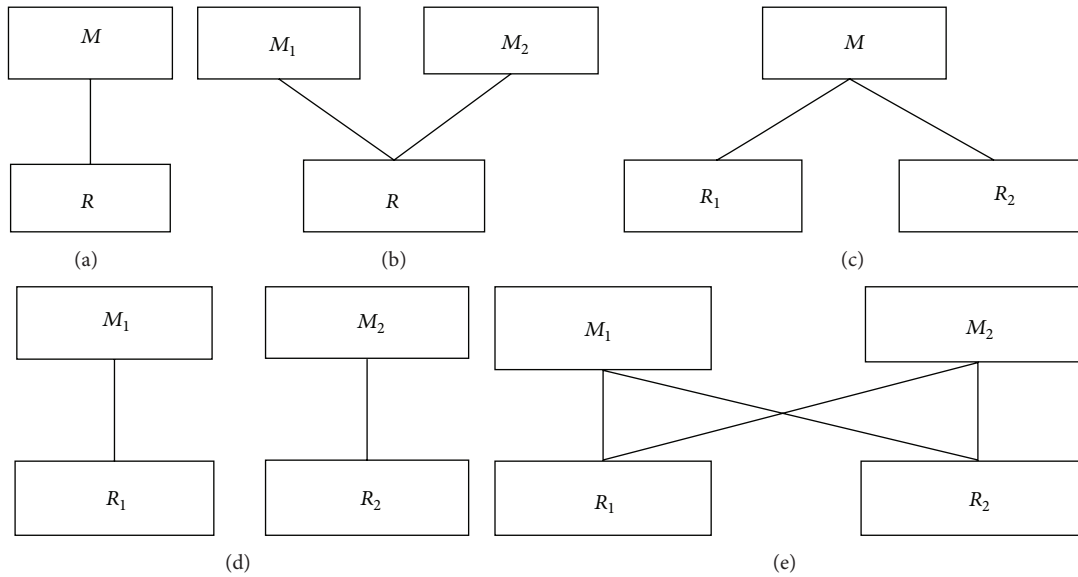 M M₁ M₂ M
R R R₁ R₂
(a) (b) (c)
M₁ M₂ M₁ M₂
R₁ R₂ R₁ R₂
(d) (e)